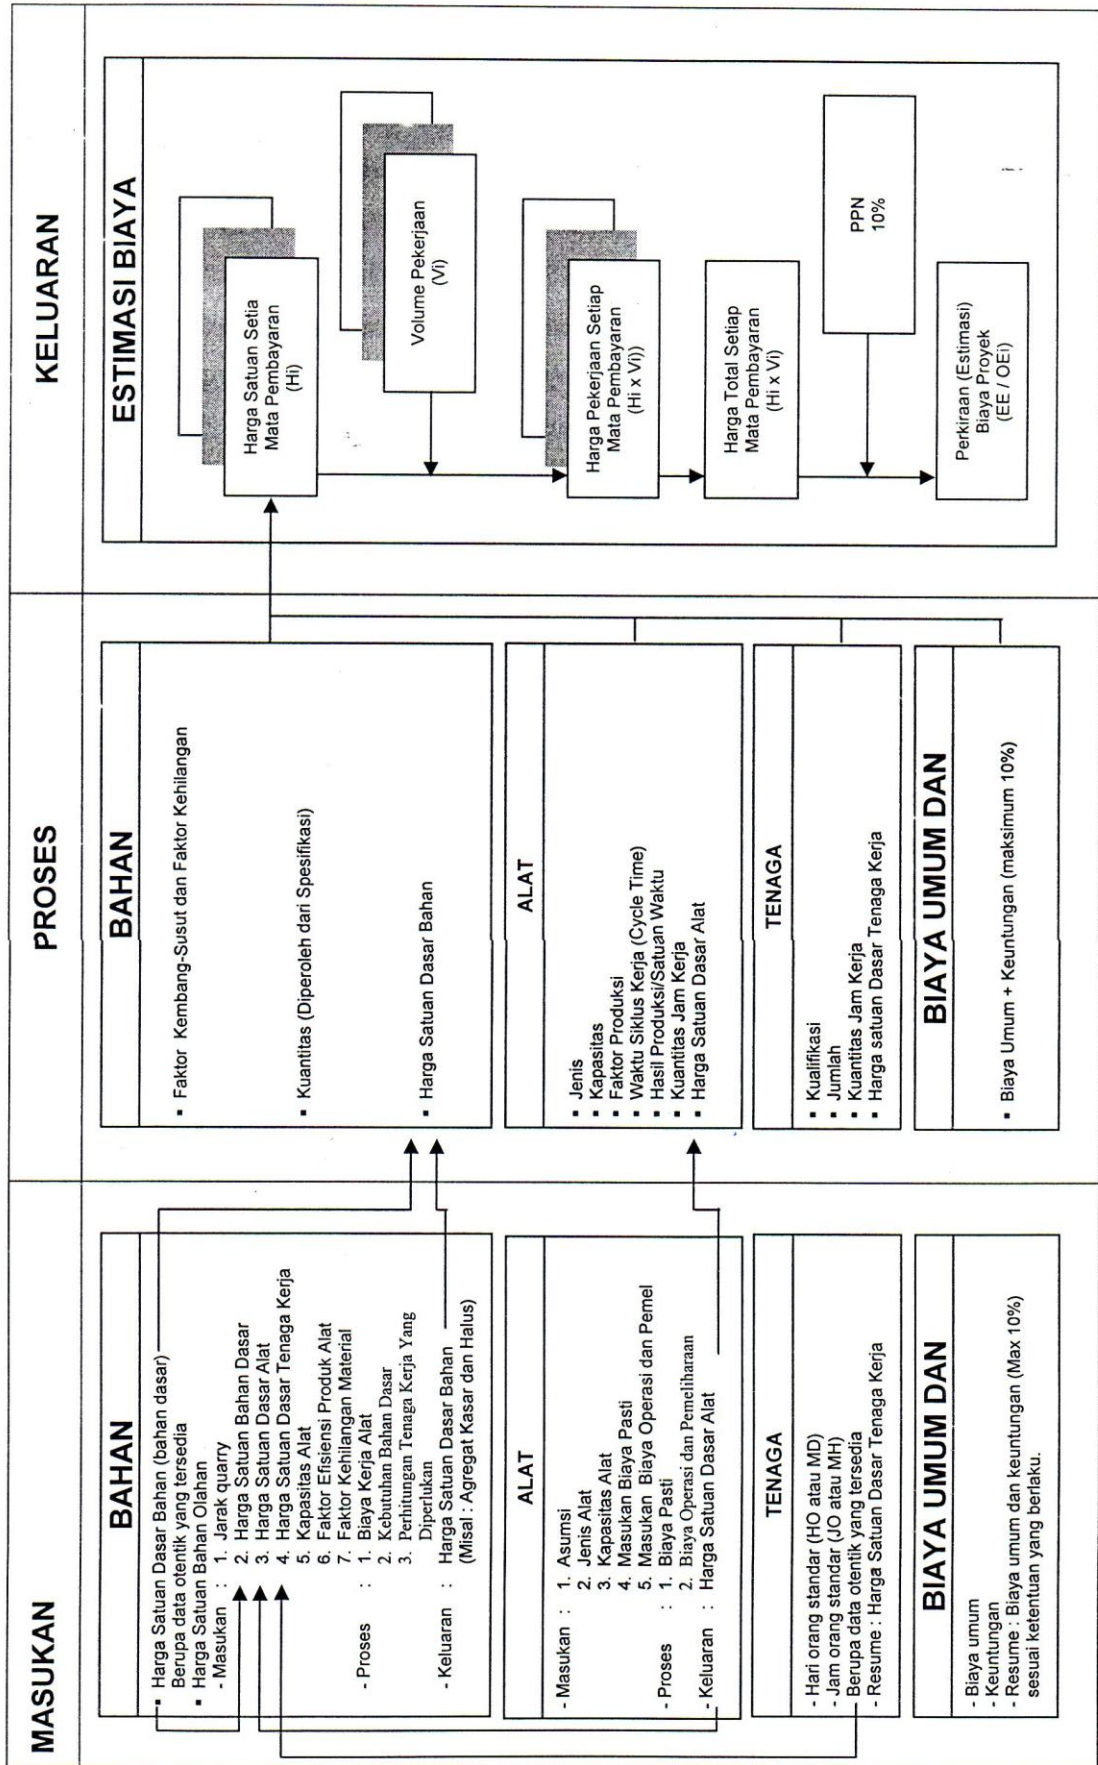 MASUKAN
BAHAN
▪ Harga Satuan Dasar Bahan (bahan dasar)
Berupa data otentik yang tersedia
▪ Harga Satuan Bahan Olahan
- Masukan : 1. Jarak quarry
2. Harga Satuan Bahan Dasar
3. Harga Satuan Dasar Alat
4. Harga Satuan Dasar Tenaga Kerja
5. Kapasitas Alat
6. Faktor Efisiensi Produk Alat
7. Faktor Kehilangan Material
- Proses : 1. Biaya Kerja Alat
2. Kebutuhan Bahan Dasar
3. Perhitungan Tenaga Kerja Yang
Diperlukan
- Keluaran : Harga Satuan Dasar Bahan
(Misal : Agregat Kasar dan Halus)
ALAT
- Masukan : 1. Asumsi
2. Jenis Alat
3. Kapasitas Alat
4. Masukan Biaya Pasti
5. Masukan Biaya Operasi dan Pemel
- Proses : 1. Biaya Pasti
2. Biaya Operasi dan Pemeliharaan
- Keluaran : Harga Satuan Dasar Alat
TENAGA
- Hari orang standar (HO atau MD)
- Jam orang standar (JO atau MH)
Berupa data otentik yang tersedia
- Resume : Harga Satuan Dasar Tenaga Kerja
BIAYA UMUM DAN
- Biaya umum
- Keuntungan
- Resume : Biaya umum dan keuntungan (Max 10%)
sesuai ketentuan yang berlaku.
PROSES
BAHAN
▪ Faktor Kembang-Susut dan Faktor Kehilangan
▪ Kuantitas (Diperoleh dari Spesifikasi)
▪ Harga Satuan Dasar Bahan
ALAT
▪ Jenis
▪ Kapasitas
▪ Faktor Produksi
▪ Waktu Siklus Kerja (Cycle Time)
▪ Hasil Produksi/Satuan Waktu
▪ Kuantitas Jam Kerja
▪ Harga Satuan Dasar Alat
TENAGA
▪ Kualifikasi
▪ Jumlah
▪ Kuantitas Jam Kerja
▪ Harga satuan Dasar Tenaga Kerja
BIAYA UMUM DAN
▪ Biaya Umum + Keuntungan (maksimum 10%)
KELUARAN
ESTIMASI BIAYA
Harga Satuan Setia
Mata Pembayaran
(Hi)
Volume Pekerjaan
(Vi)
Harga Pekerjaan Setiap
Mata Pembayaran
(Hi x Vi))
Harga Total Setiap
Mata Pembayaran
(Hi x Vi)
PPN
10%
Perkiraan (Estimasi)
Biaya Proyek
(EE / OEi)